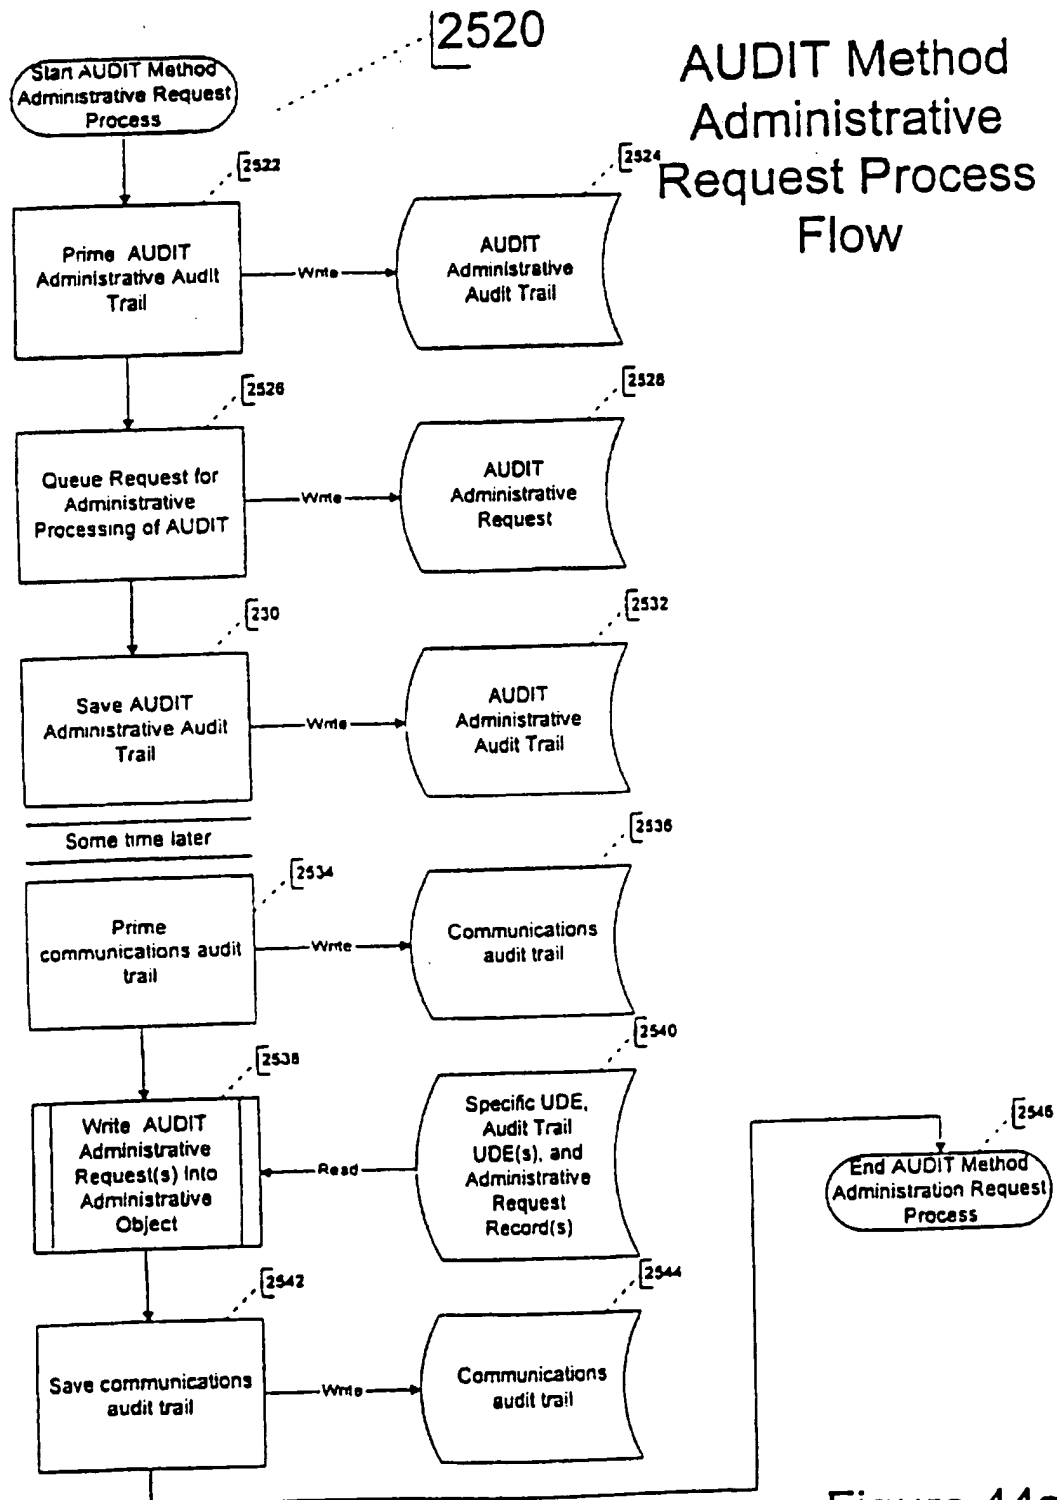 2520
AUDIT Method
Administrative
Request Process
Flow
Start AUDIT Method
Administrative Request
Process
2522
Prime AUDIT
Administrative Audit
Trail
Write
2524
AUDIT
Administrative
Audit Trail
2526
Queue Request for
Administrative
Processing of AUDIT
Write
2528
AUDIT
Administrative
Request
230
Save AUDIT
Administrative Audit
Trail
Write
2532
AUDIT
Administrative
Audit Trail
Some time later
2534
Prime
communications audit
trail
Write
2536
Communications
audit trail
2538
Write AUDIT
Administrative
Request(s) Into
Administrative
Object
Read
2540
Specific UDE,
Audit Trail
UDE(s), and
Administrative
Request
Record(s)
2542
Save communications
audit trail
Write
2544
Communications
audit trail
2546
End AUDIT Method
Administration Request
Process